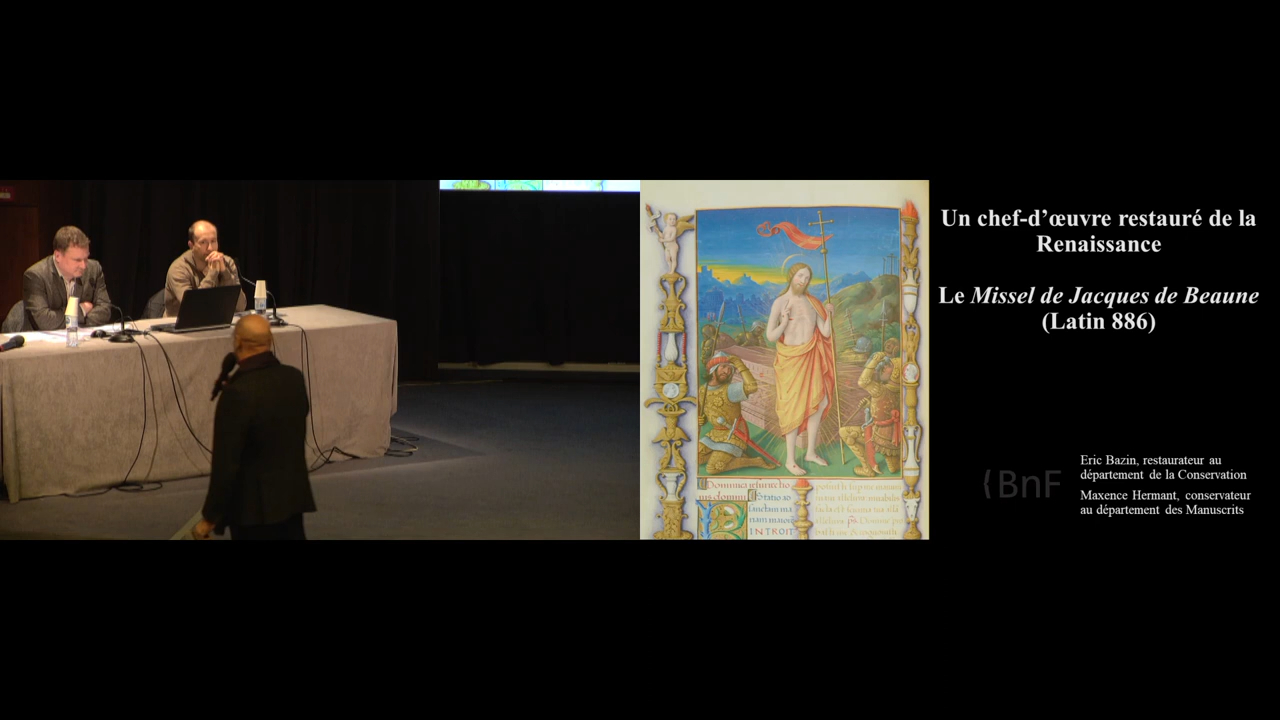 Un chef-d’œuvre restauré de la
Renaissance
Le Missel de Jacques de Beaune
(Latin 886)
BnF
Eric Bazin, restaurateur au
département de la Conservation
Maxence Hermant, conservateur
au département des Manuscrits
INTROIT